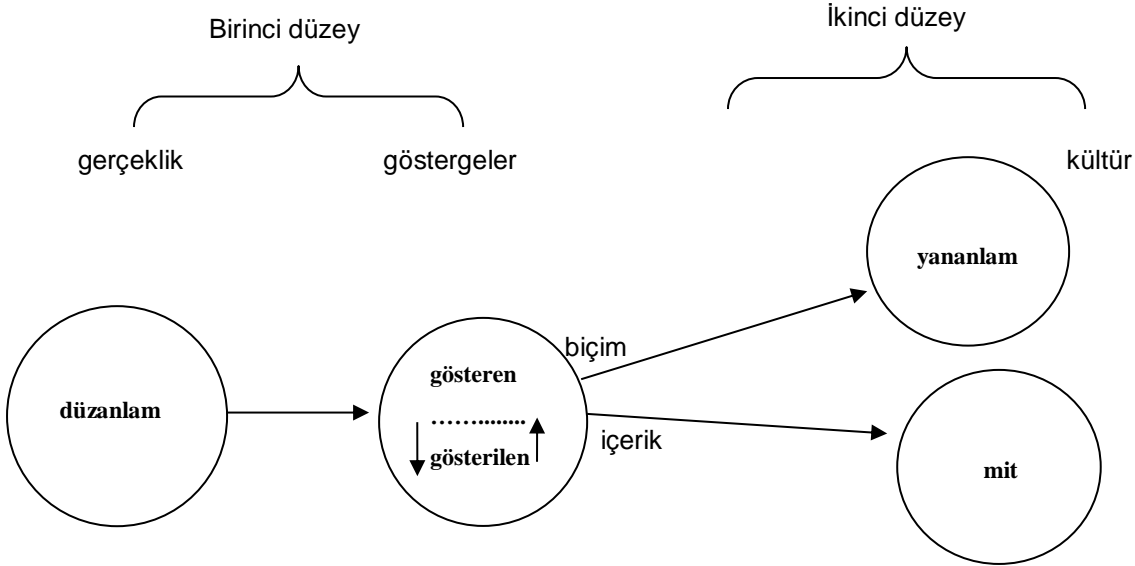 Birinci düzey
İkinci düzey
gerçeklik
göstergeler
kültür
yananlam
biçim
gösteren
düzanlam
..............
içerik
gösterilen
mit